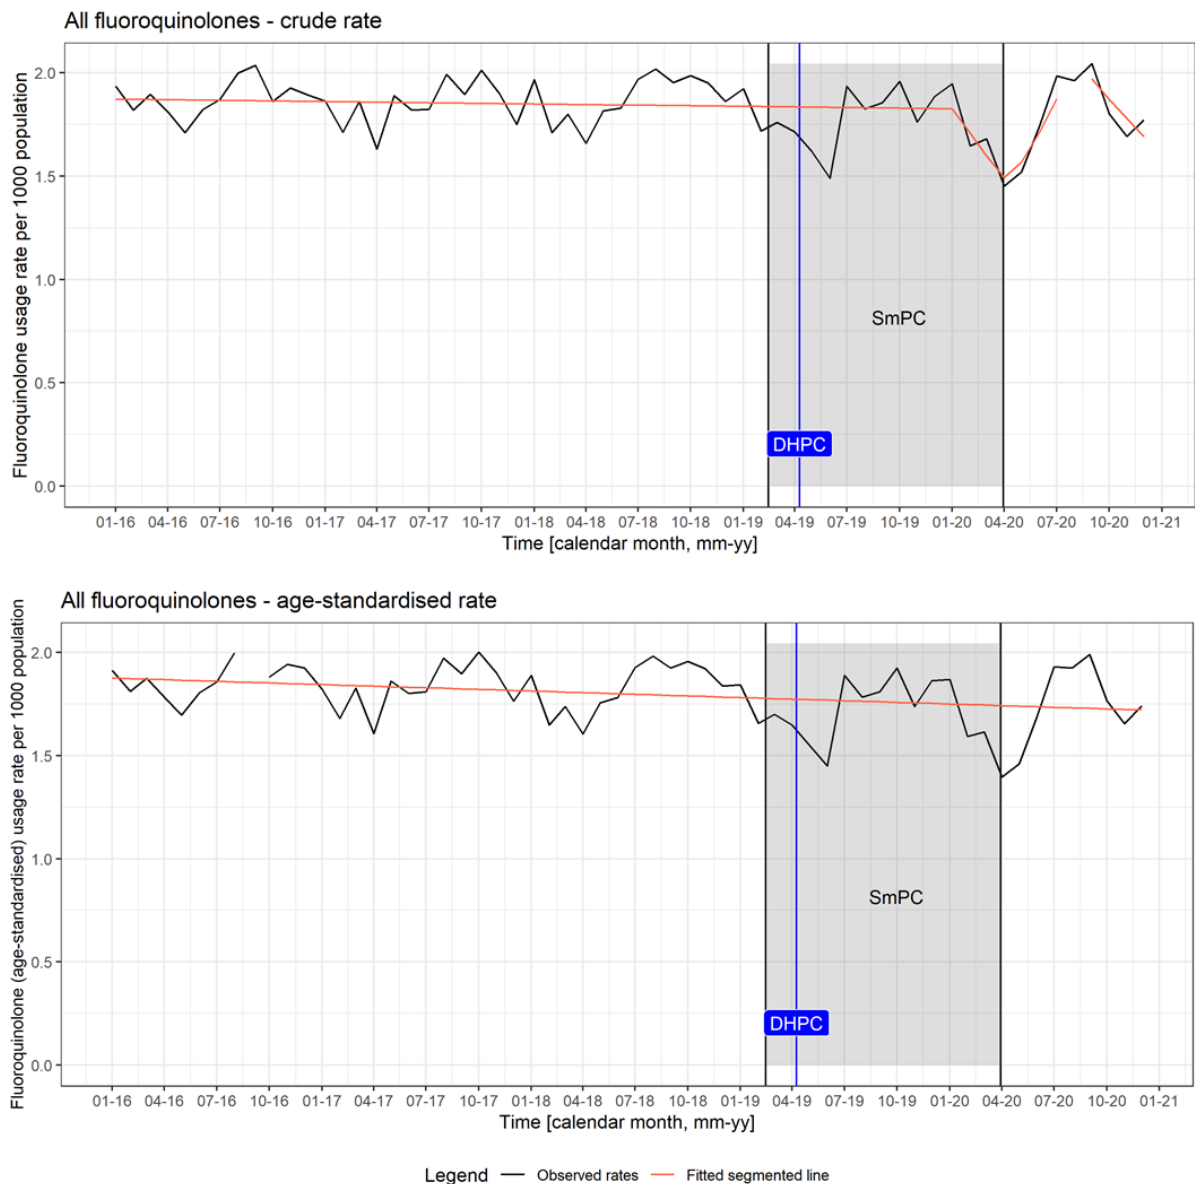 All fluoroquinolones - crude rate
Fluoroquinolone usage rate per 1000 population
2.0
1.5
1.0
0.5
0.0
SmPC
DHPC
01-16 04-16 07-16 10-16 01-17 04-17 07-17 10-17 01-18 04-18 07-18 10-18 01-19 04-19 07-19 10-19 01-20 04-20 07-20 10-20 01-21
Time [calendar month, mm-yy]
All fluoroquinolones - age-standardised rate
Fluoroquinolone (age-standardised) usage rate per 1000 population
2.0
1.5
1.0
0.5
0.0
SmPC
DHPC
01-16 04-16 07-16 10-16 01-17 04-17 07-17 10-17 01-18 04-18 07-18 10-18 01-19 04-19 07-19 10-19 01-20 04-20 07-20 10-20 01-21
Time [calendar month, mm-yy]
Legend Observed rates Fitted segmented line